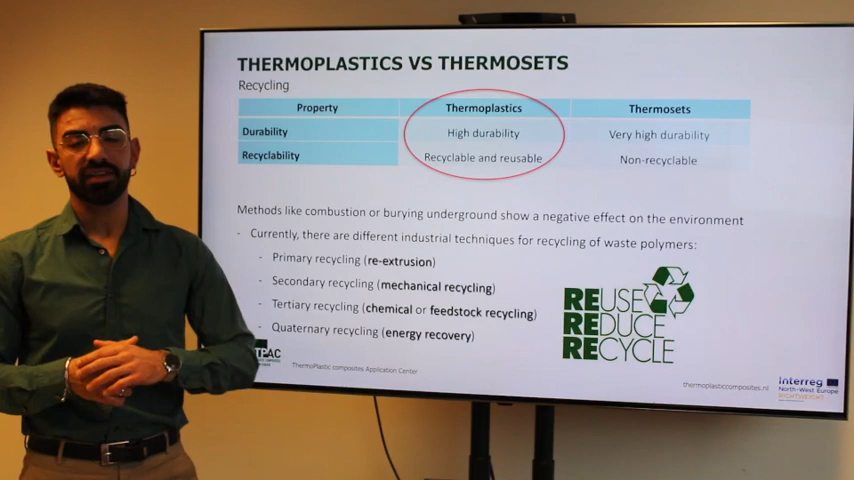 THERMOPLASTICS VS THERMOSETS
Recycling
Property Thermoplastics Thermosets
Durability High durability Very high durability
Recyclability Recyclable and reusable Non-recyclable
Methods like combustion or burying underground show a negative effect on the environment
- Currently, there are different industrial techniques for recycling of waste polymers:
- Primary recycling (re-extrusion)
- Secondary recycling (mechanical recycling)
- Tertiary recycling (chemical or feedstock recycling)
- Quaternary recycling (energy recovery)
REUSE
REDUCE
RECYCLE
TPAC
ThermoPlastic composites Application Center
thermoplasticcomposites.nl
Interreg
North-West Europe
RIGHTWEIGHT